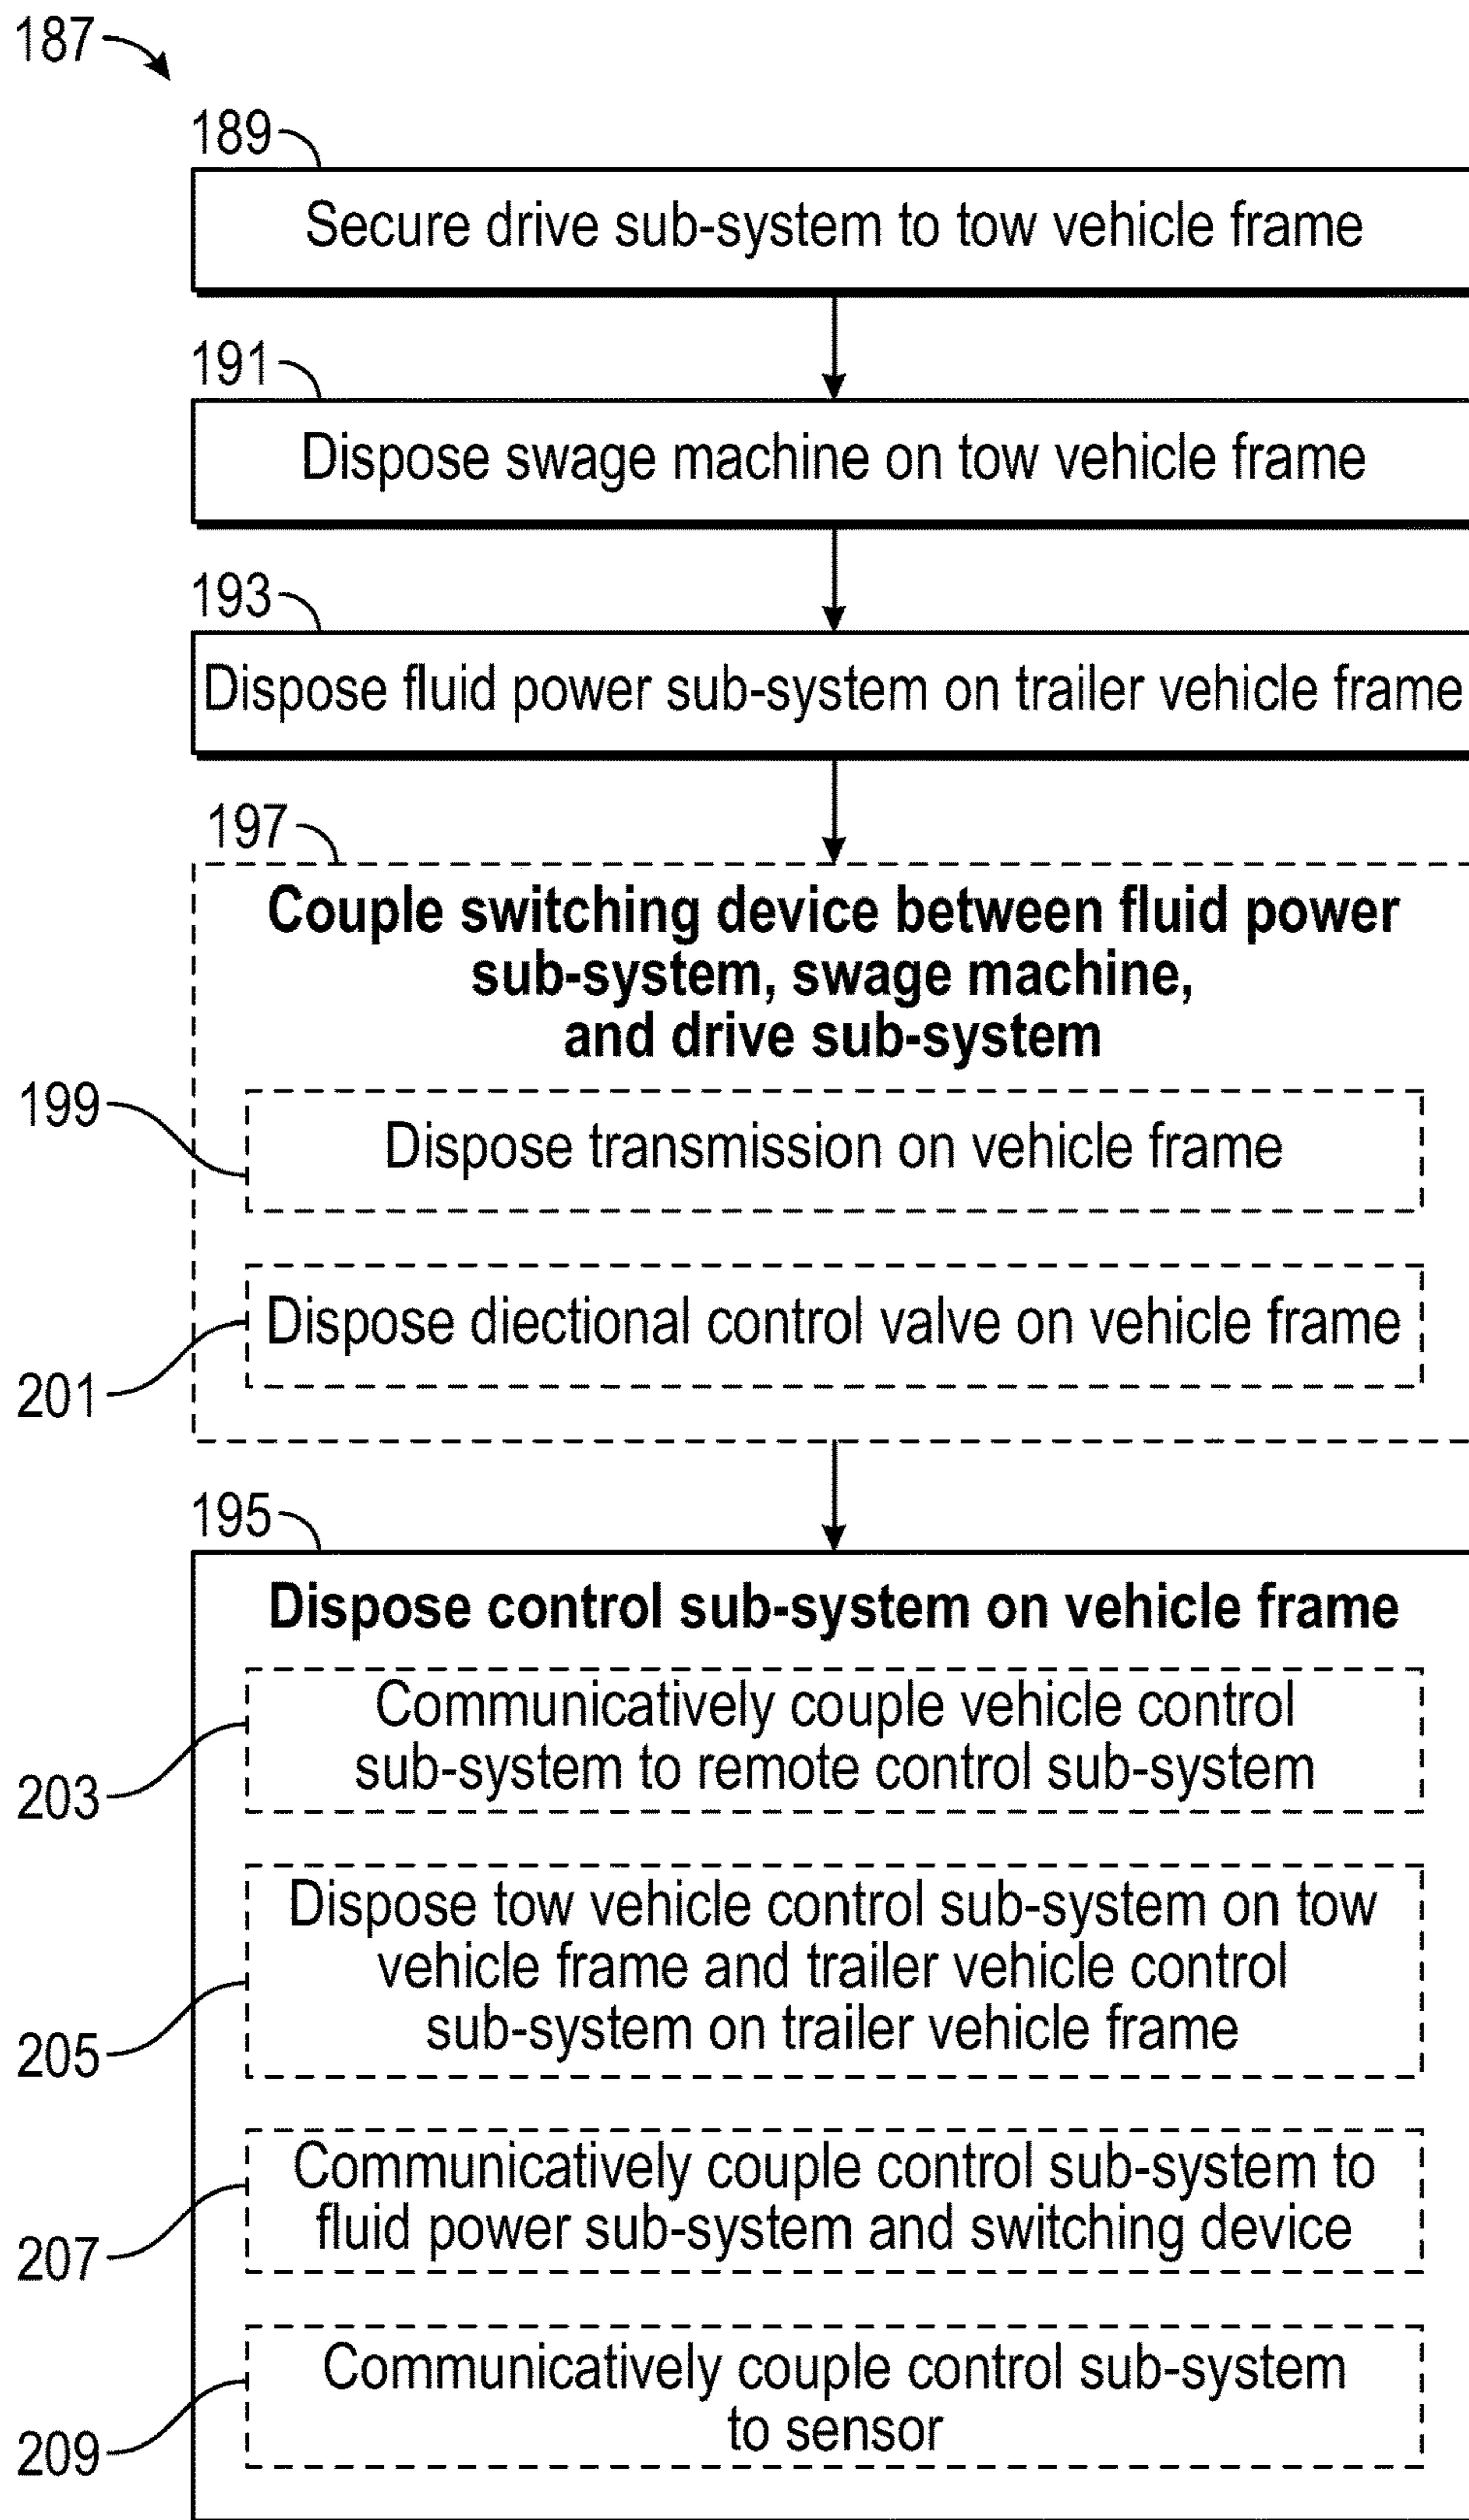 187
189
Secure drive sub-system to tow vehicle frame
191
Dispose swage machine on tow vehicle frame
193
Dispose fluid power sub-system on trailer vehicle frame
197
Couple switching device between fluid power
sub-system, swage machine,
and drive sub-system
199
Dispose transmission on vehicle frame
Dispose diectional control valve on vehicle frame
201
195
Dispose control sub-system on vehicle frame
Communicatively couple vehicle control
sub-system to remote control sub-system
203
Dispose tow vehicle control sub-system on tow
vehicle frame and trailer vehicle control
sub-system on trailer vehicle frame
205
Communicatively couple control sub-system to
fluid power sub-system and switching device
207
Communicatively couple control sub-system
to sensor
209